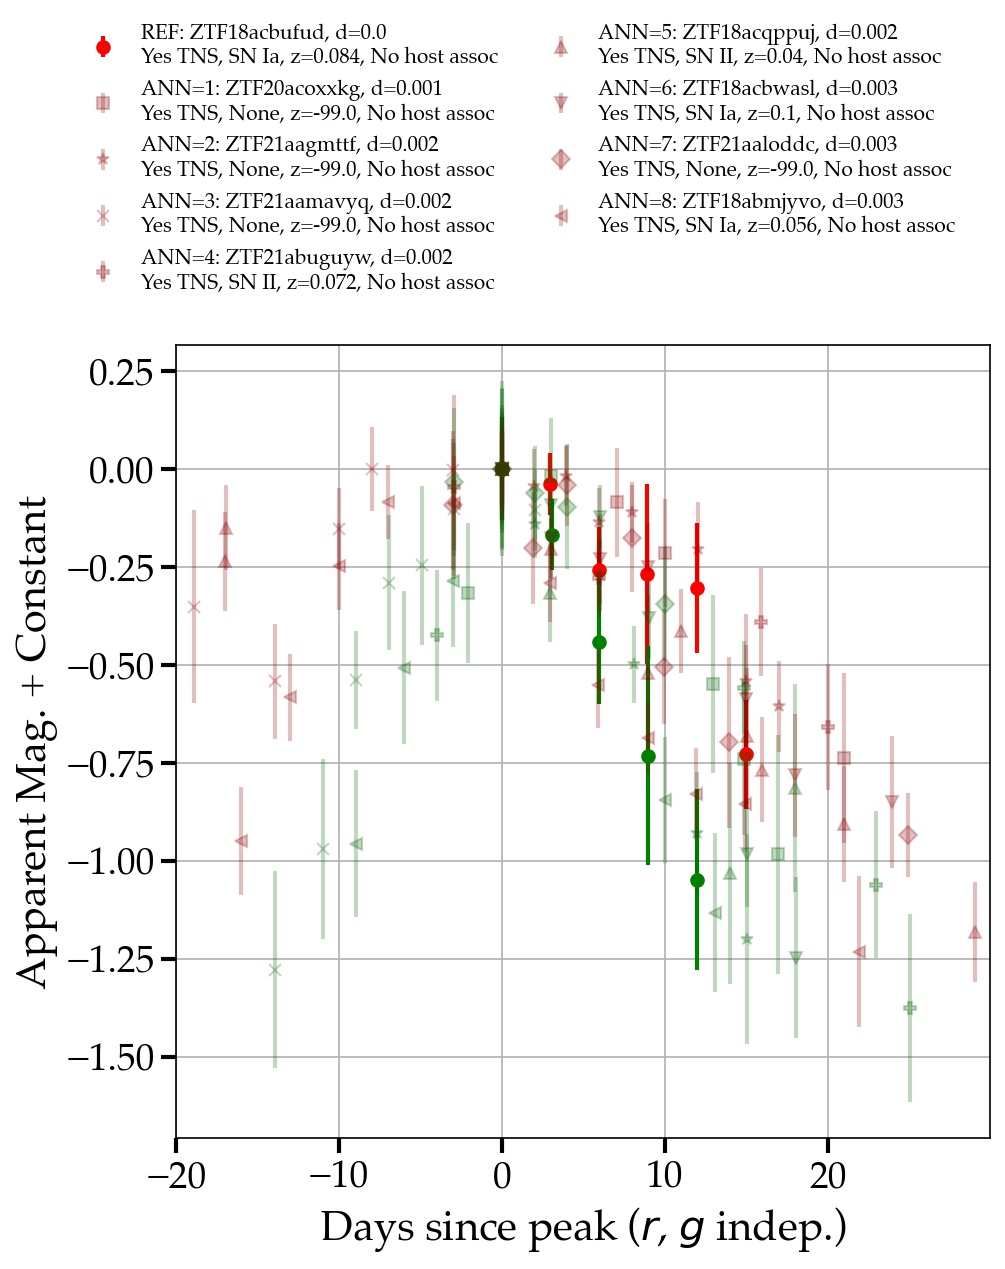 REF: ZTF18acbufud, d=0.0
Yes TNS, SN Ia, z=0.084, No host assoc
ANN=1: ZTF20acoxxkg, d=0.001
Yes TNS, None, z=-99.0, No host assoc
ANN=2: ZTF21aagmttf, d=0.002
Yes TNS, None, z=-99.0, No host assoc
ANN=3: ZTF21aamavyq, d=0.002
Yes TNS, None, z=-99.0, No host assoc
ANN=4: ZTF21abuguyw, d=0.002
Yes TNS, SN II, z=0.072, No host assoc
ANN=5: ZTF18acqppuj, d=0.002
Yes TNS, SN II, z=0.04, No host assoc
ANN=6: ZTF18acbwasl, d=0.003
Yes TNS, SN Ia, z=0.1, No host assoc
ANN=7: ZTF21aaloddc, d=0.003
Yes TNS, None, z=-99.0, No host assoc
ANN=8: ZTF18abmjyvo, d=0.003
Yes TNS, SN Ia, z=0.056, No host assoc
Apparent Mag. + Constant
0.25
0.00
−0.25
−0.50
−0.75
−1.00
−1.25
−1.50
−20
−10
0
10
20
Days since peak (r, g indep.)